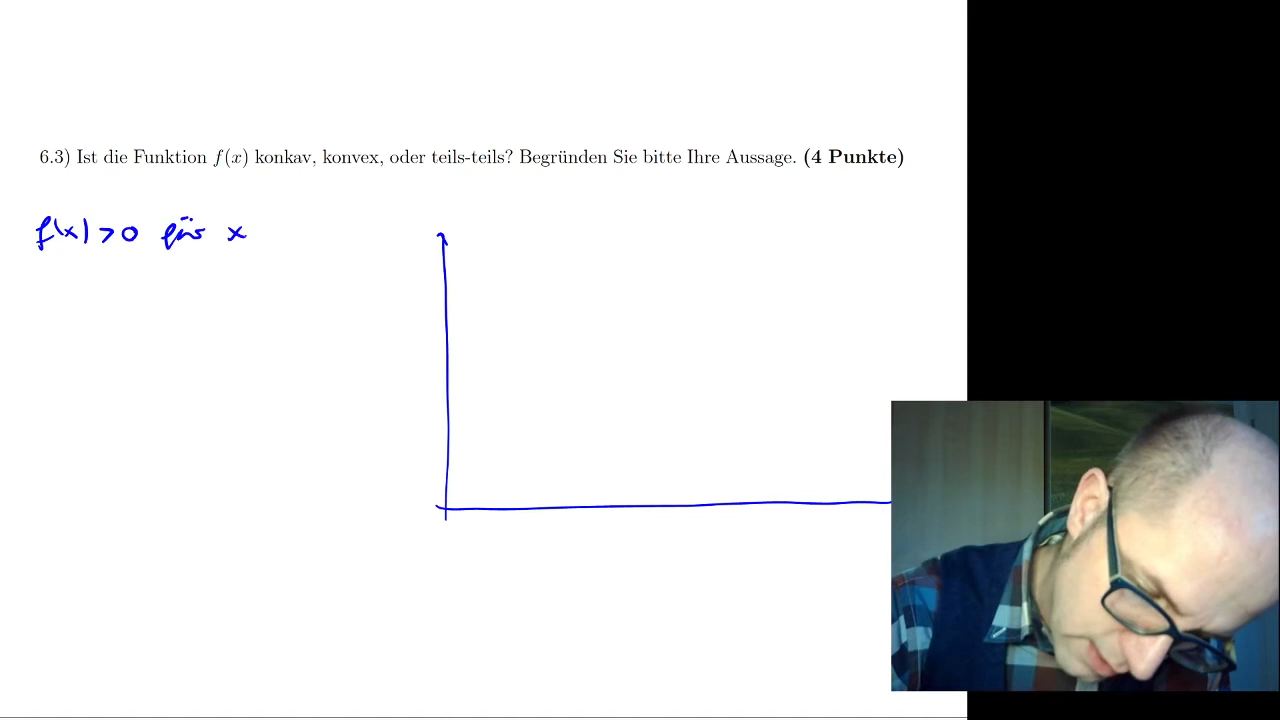 6.3) Ist die Funktion f(x) konkav, konvex, oder teils-teils? Begründen Sie bitte Ihre Aussage. (4 Punkte)
f(x) > 0 für x